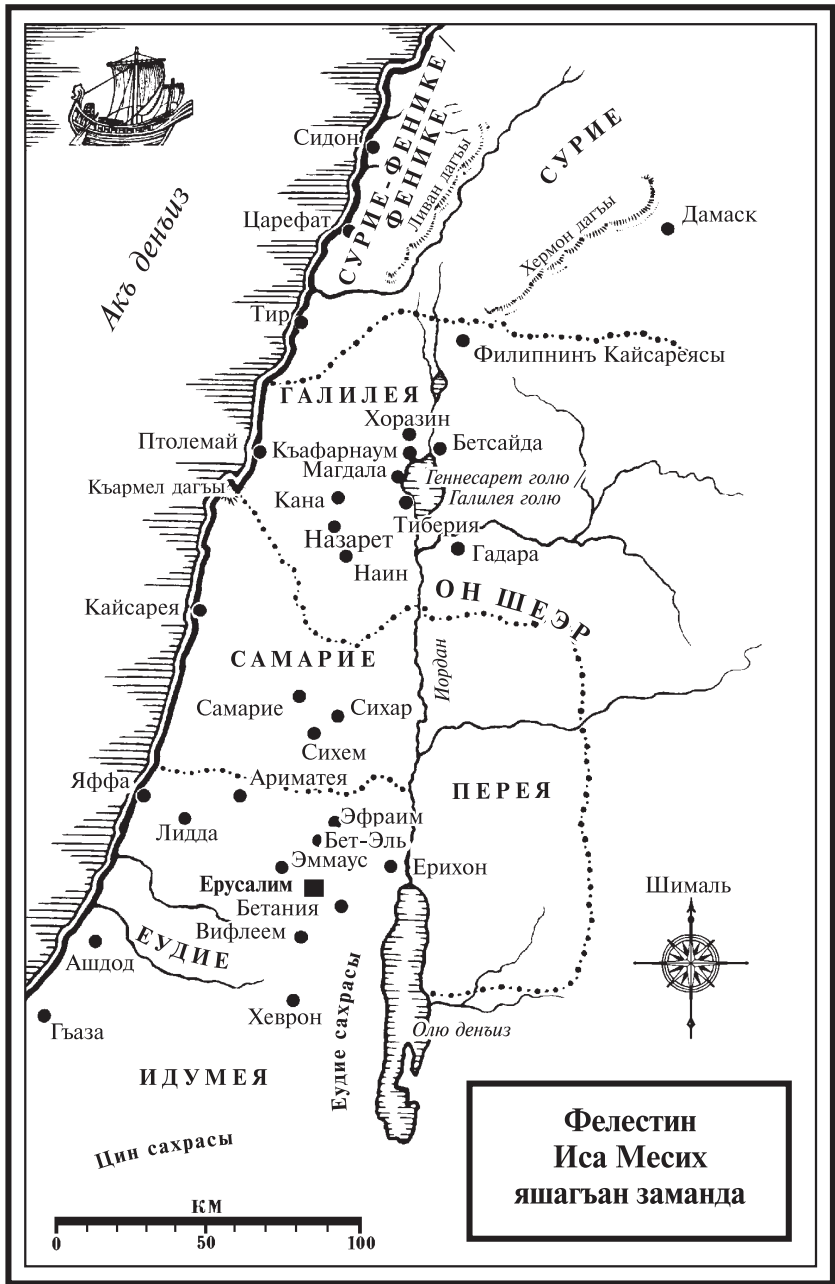 СУРИЕ-ФЕНИКЕ /
ФЕНИКЕ
Сидон
СУРИЕ
Ливан дагъы
Царефат
Дамаск
Хермон дагъы
Акъ денъиз
Тир
Филипнинъ Кайсареясы
ГАЛИЛЕЯ
Хоразин
Птолемай
Къафарнаум
Бетсайда
Магдала
Геннесарет голю /
Галилея голю
Къармел дагъы
Кана
Тиберия
Назарет
Гадара
Наин
ОН ШЕЭР
Кайсарея
САМАРИЕ
Иордан
Самарие
Сихар
Сихем
Яффа
Ариматея
ПЕРЕЯ
Лидда
Эфраим
Бет-Эль
Эммаус
Ерихон
Ерусалим
Бетания
Шималь
Вифлеем
ЕУДИЕ
Ашдод
Еудие сахрасы
Хеврон
Гъаза
Олю денъиз
ИДУМЕЯ
Цин сахрасы
Фелестин
Иса Месих
яшагъан заманда
КМ
0 50 100